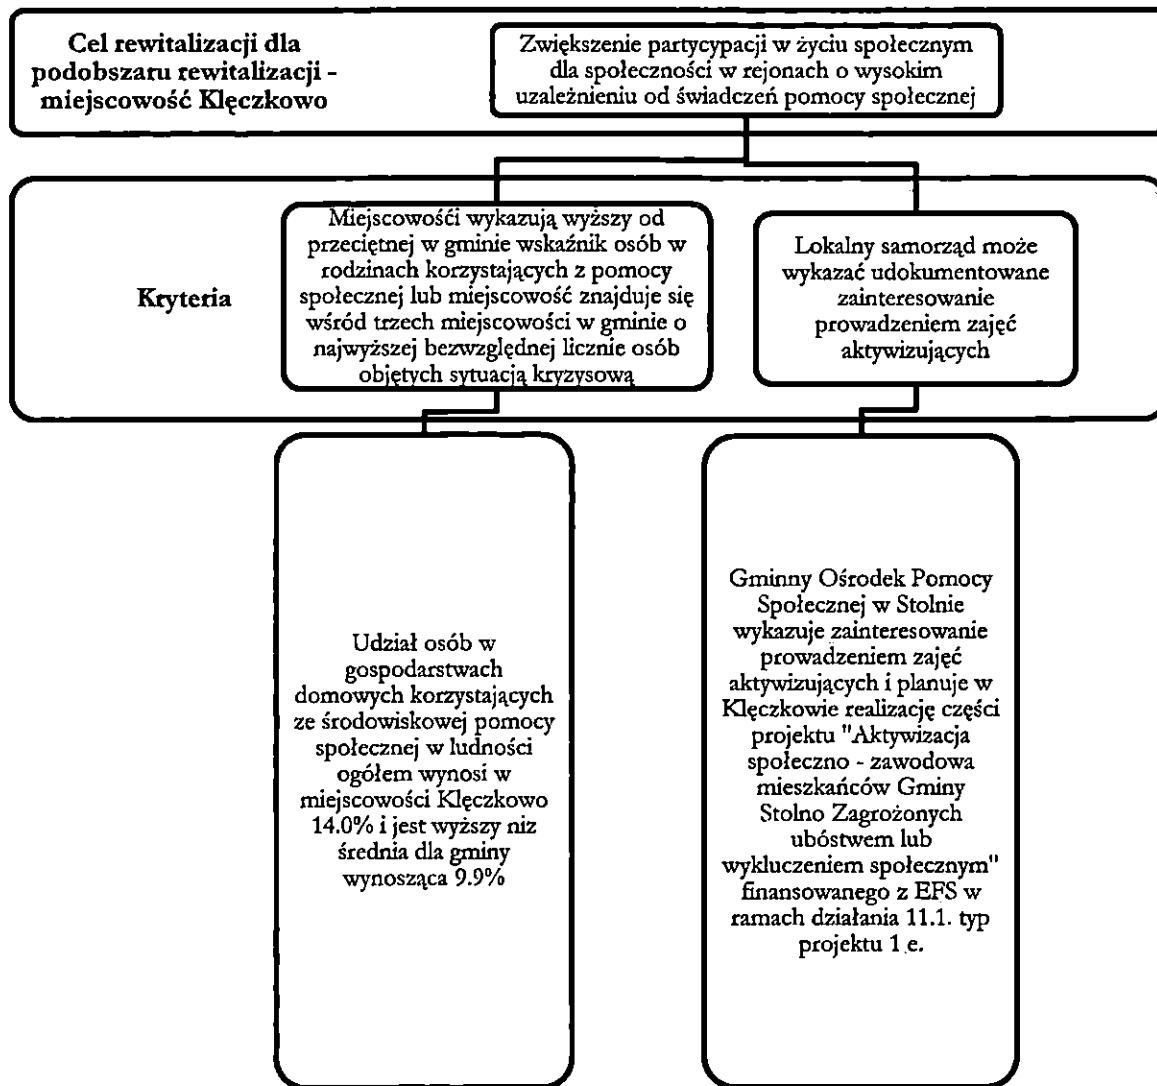 Cel rewitalizacji dla
podobszaru rewitalizacji -
miejscowość Klęczkowo
Zwiększenie partycypacji w życiu społecznym
dla społeczności w rejonach o wysokim
uzależnieniu od świadczeń pomocy społecznej
Kryteria
Miejscowośći wykazują wyższy od
przeciętnej w gminie wskaźnik osób w
rodzinach korzystających z pomocy
społecznej lub miejscowość znajduje się
wśród trzech miejscowości w gminie o
najwyższej bezwzględnej licznie osób
objętych sytuacją kryzysową
Lokalny samorząd może
wykazać udokumentowane
zainteresowanie
prowadzeniem zajęć
aktywizujących
Udział osób w
gospodarstwach
domowych korzystających
ze środowiskowej pomocy
społecznej w ludności
ogółem wynosi w
miejscowości Klęczkowo
14.0% i jest wyższy niz
średnia dla gminy
wynosząca 9.9%
Gminny Ośrodek Pomocy
Społecznej w Stolnie
wykazuje zainteresowanie
prowadzeniem zajęć
aktywizujących i planuje w
Klęczkowie realizację części
projektu "Aktywizacja
społeczno - zawodowa
mieszkańców Gminy
Stolno Zagrożonych
ubóstwem lub
wykluczeniem społecznym"
finansowanego z EFS w
ramach działania 11.1. typ
projektu 1.e.